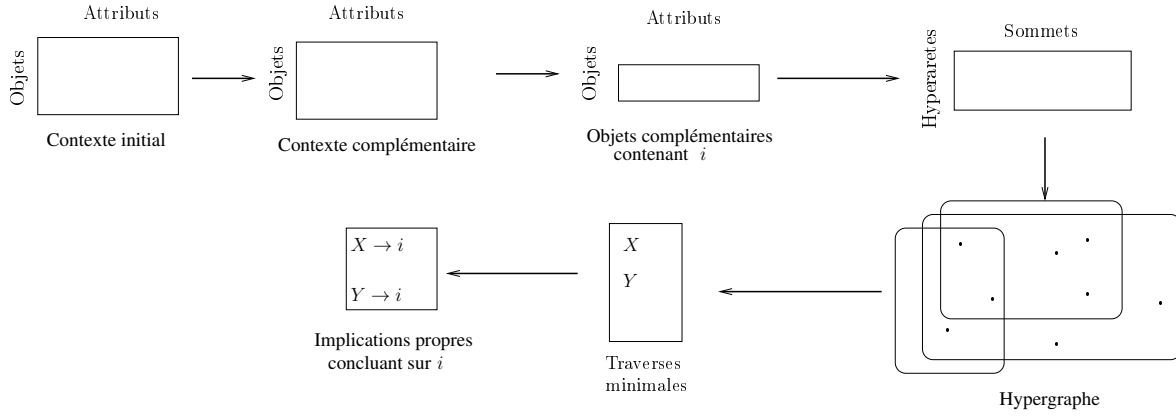 Attributs
Objets
Contexte initial
Attributs
Objets
Contexte complémentaire
Attributs
Objets
Objets complémentaires
contenant i
Sommets
Hyperaretes
Hypergraphe
X
Y
Traverses
minimales
X → i
Y → i
Implications propres
concluant sur i